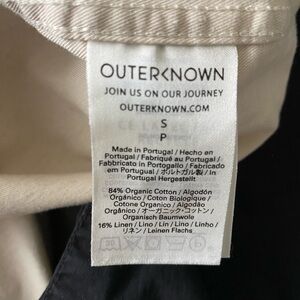 OUTERKNOWN
JOIN US ON OUR JOURNEY
OUTERKNOWN.COM
S
P
Made in Portugal / Hecho en
Portugal / Fabriqué au Portugal /
Fabbricato in Portogallo / Fabricado
em Portugual / ポルトガル製 / In
Portugal Hergestellt
84% Organic Cotton / Algodón
Orgánico / Coton Biologique /
Cotone Organico / Algodão
Orgânico / オーガニック・コットン /
Organisch Baumwolle
16% Linen / Lino / Lin / Lino / Linho /
リネン / Leinen Flachs